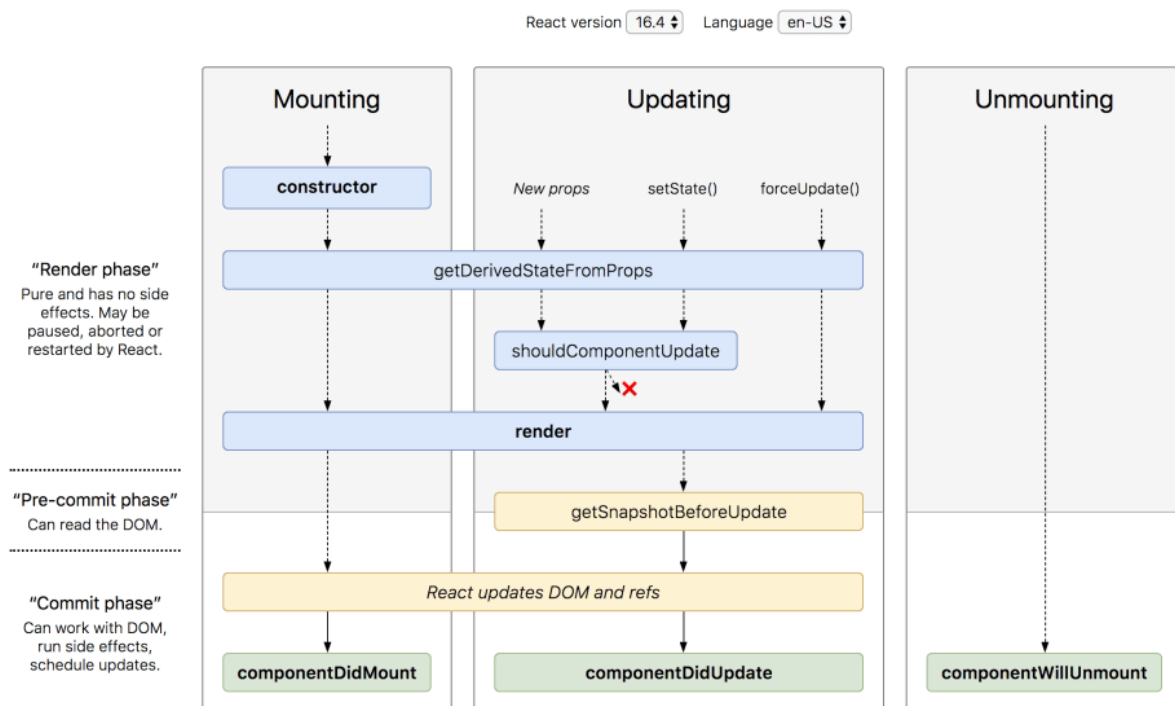 React version 16.4 Language en-US
Mounting
Updating
Unmounting
constructor
New props
setState()
forceUpdate()
"Render phase"
Pure and has no side
effects. May be
paused, aborted or
restarted by React.
getDerivedStateFromProps
shouldComponentUpdate
render
“Pre-commit phase”
Can read the DOM.
getSnapshotBeforeUpdate
“Commit phase”
Can work with DOM,
run side effects,
schedule updates.
React updates DOM and refs
componentDidMount
componentDidUpdate
componentWillUnmount